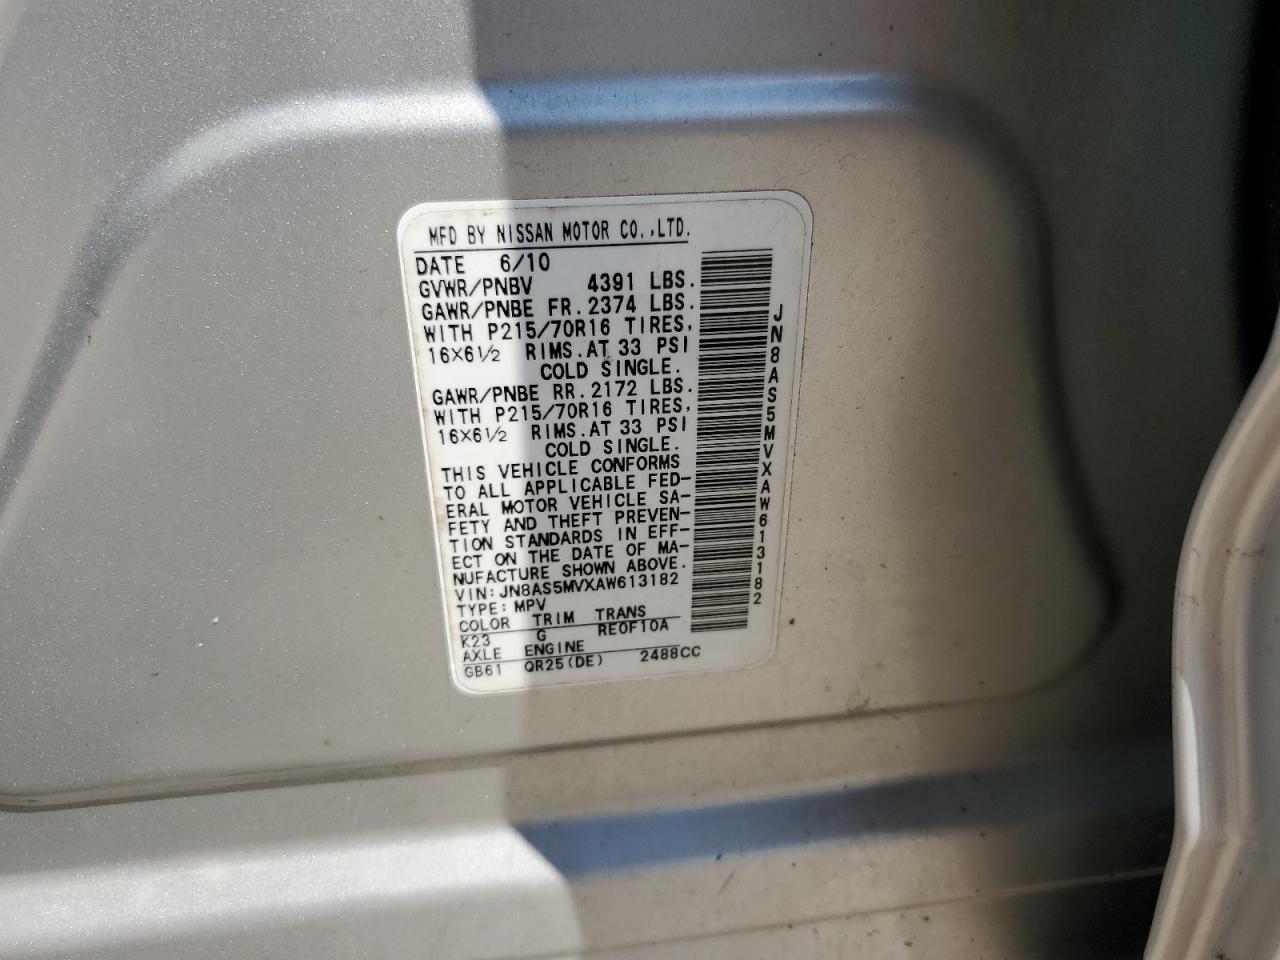 MFD BY NISSAN MOTOR CO.,LTD.
DATE 6/10
GVWR/PNBV 4391 LBS.
GAWR/PNBE FR. 2374 LBS.
WITH P215/70R16 TIRES,
16X6½ RIMS.AT 33 PSI
COLD SINGLE.
GAWR/PNBE RR. 2172 LBS.
WITH P215/70R16 TIRES,
16X6½ RIMS.AT 33 PSI
COLD SINGLE.
THIS VEHICLE CONFORMS
TO ALL APPLICABLE FED-
ERAL MOTOR VEHICLE SA-
FETY AND THEFT PREVEN-
TION STANDARDS IN EFF-
ECT ON THE DATE OF MA-
NUFACTURE SHOWN ABOVE.
VIN: JN8AS5MVXAW613182
TYPE: MPV
COLOR TRIM TRANS
K23 G RE0F10A
AXLE ENGINE
GB61 QR25(DE) 2488CC
JN8AS5MVXAW613182